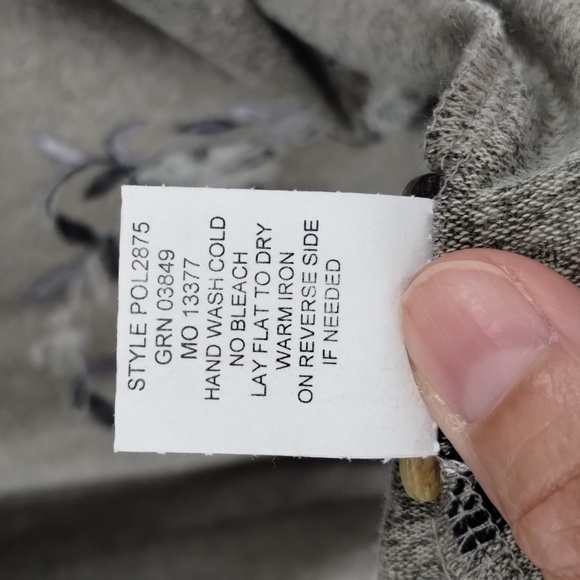 STYLE POL2875
GRN 03849
MO 13377
HAND WASH COLD
NO BLEACH
LAY FLAT TO DRY
WARM IRON
ON REVERSE SIDE
IF NEEDED